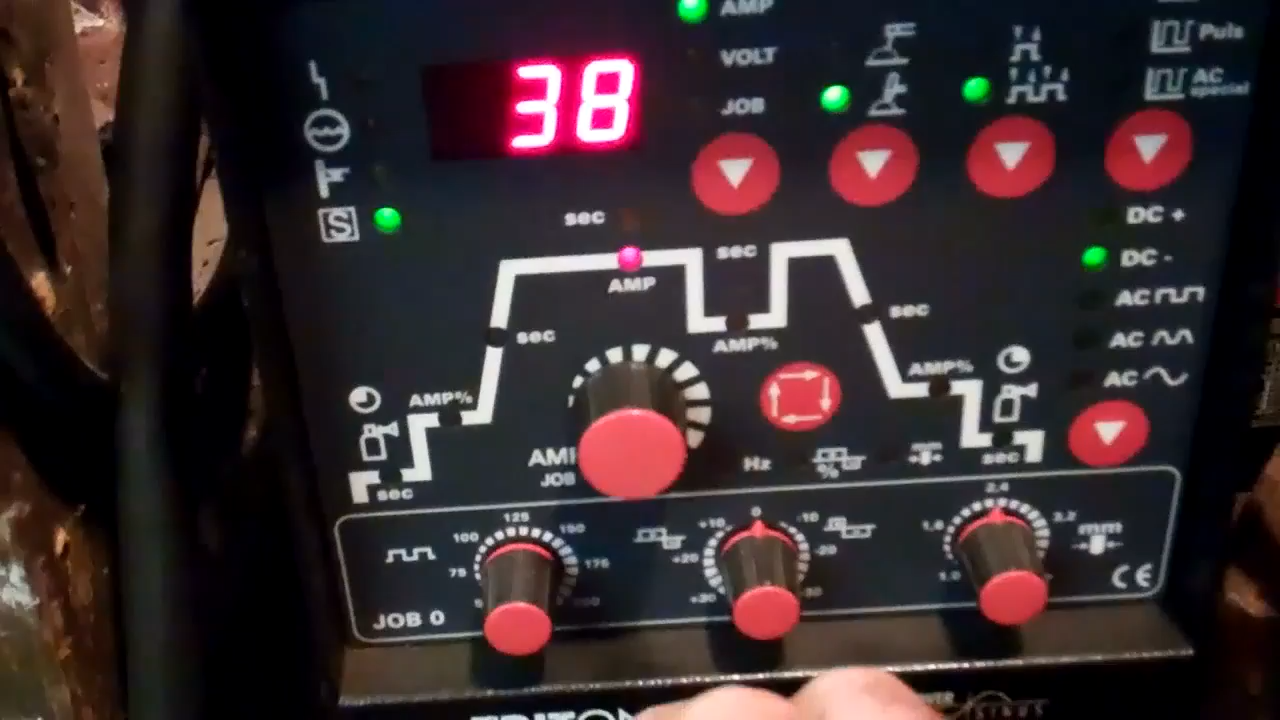 AMP
Puls
VOLT
38
AC
special
JOB
S
sec
DC +
sec
DC -
AMP
AC
sec
sec
AMP%
AC
AMP%
AMP%
AC
JOB
Hz
%
sec
sec
125
0
2,4
100
150
+10
-10
1,6
3,2
mm
75
175
+20
-20
1,0
CE
+30
JOB 0